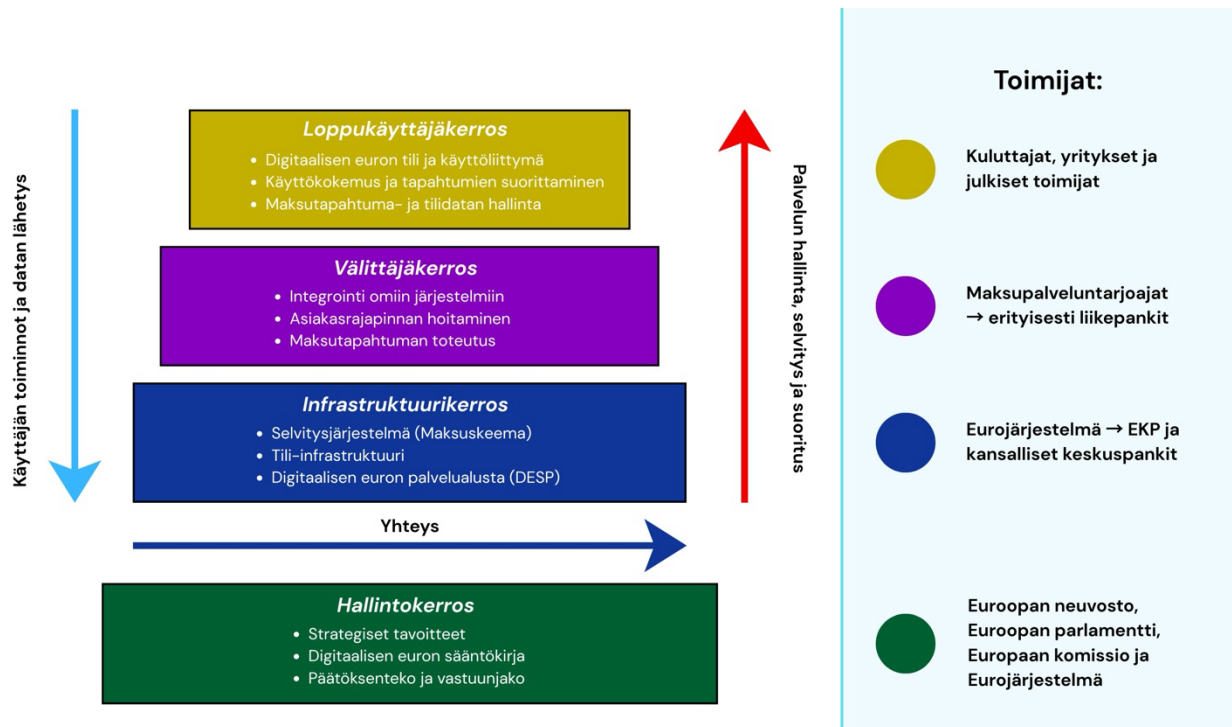 Käyttäjän toiminnot ja datan lähetys
Loppukäyttäjäkerros
• Digitaalisen euron tili ja käyttöliittymä
• Käyttökokemus ja tapahtumien suorittaminen
• Maksutapahtuma- ja tilidatan hallinta
Välittäjäkerros
• Integrointi omiin järjestelmiin
• Asiakasrajapinnan hoitaminen
• Maksutapahtuman toteutus
Infrastruktuurikerros
• Selvitysjärjestelmä (Maksuskeema)
• Tili-infrastruktuuri
• Digitaalisen euron palvelualusta (DESP)
Yhteys
Hallintokerros
• Strategiset tavoitteet
• Digitaalisen euron sääntökirja
• Päätöksenteko ja vastuunjako
Palvelun hallinta, selvitys ja suoritus
Toimijat:
Kuluttajat, yritykset ja
julkiset toimijat
Maksupalveluntarjoajat
→ erityisesti liikepankit
Eurojärjestelmä → EKP ja
kansalliset keskuspankit
Euroopan neuvosto,
Euroopan parlamentti,
Europaan komissio ja
Eurojärjestelmä